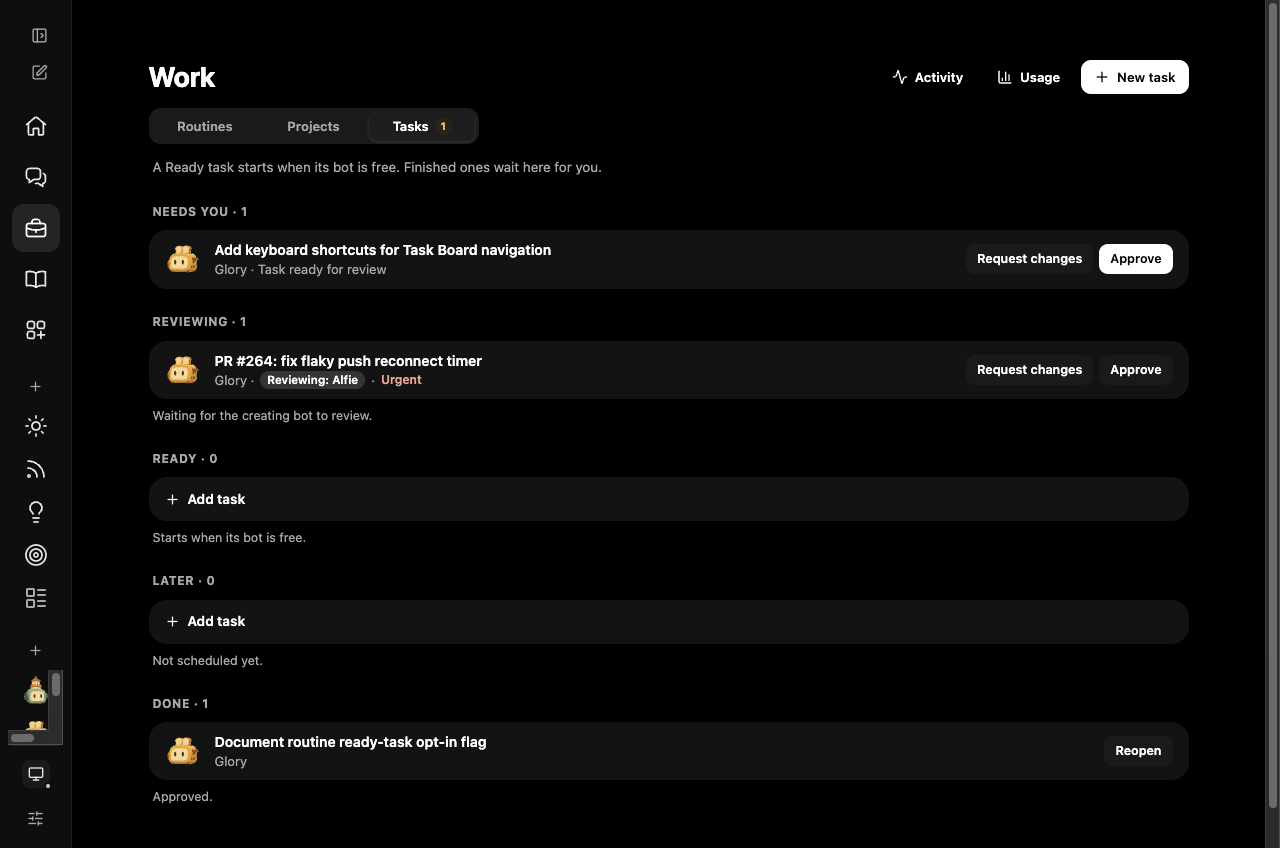 Work
Activity
Usage
New task
Routines
Projects
Tasks 1
A Ready task starts when its bot is free. Finished ones wait here for you.
NEEDS YOU · 1
Add keyboard shortcuts for Task Board navigation
Glory · Task ready for review
Request changes
Approve
REVIEWING · 1
PR #264: fix flaky push reconnect timer
Glory · Reviewing: Alfie · Urgent
Request changes
Approve
Waiting for the creating bot to review.
READY · 0
Add task
Starts when its bot is free.
LATER · 0
Add task
Not scheduled yet.
DONE · 1
Document routine ready-task opt-in flag
Glory
Reopen
Approved.